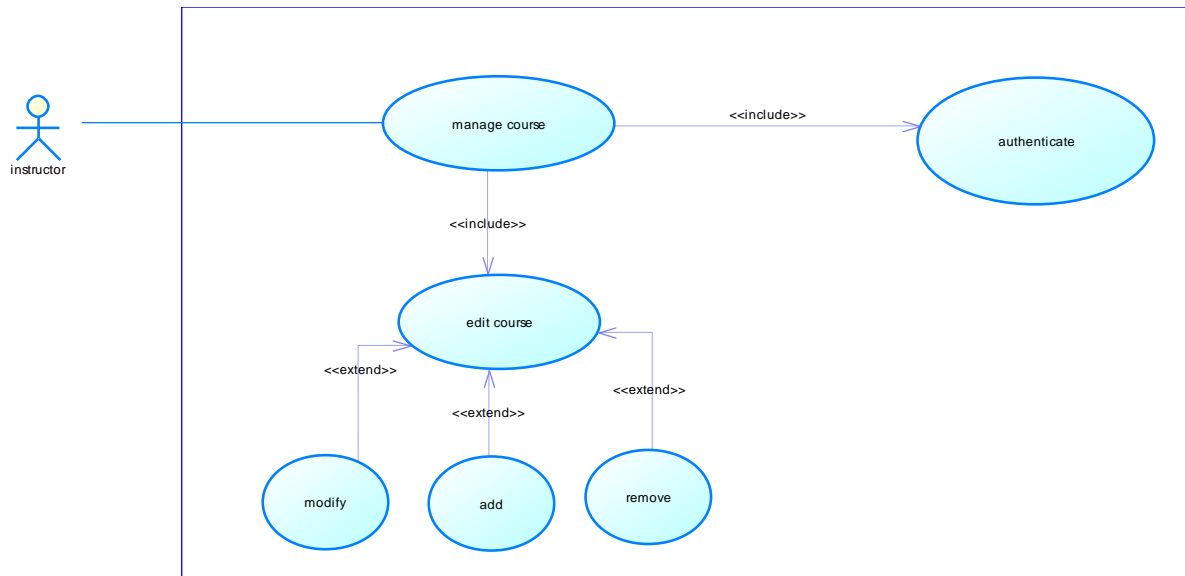 <<include>>
manage course
authenticate
instructor
<<include>>
edit course
<<extend>>
<<extend>>
<<extend>>
modify
add
remove